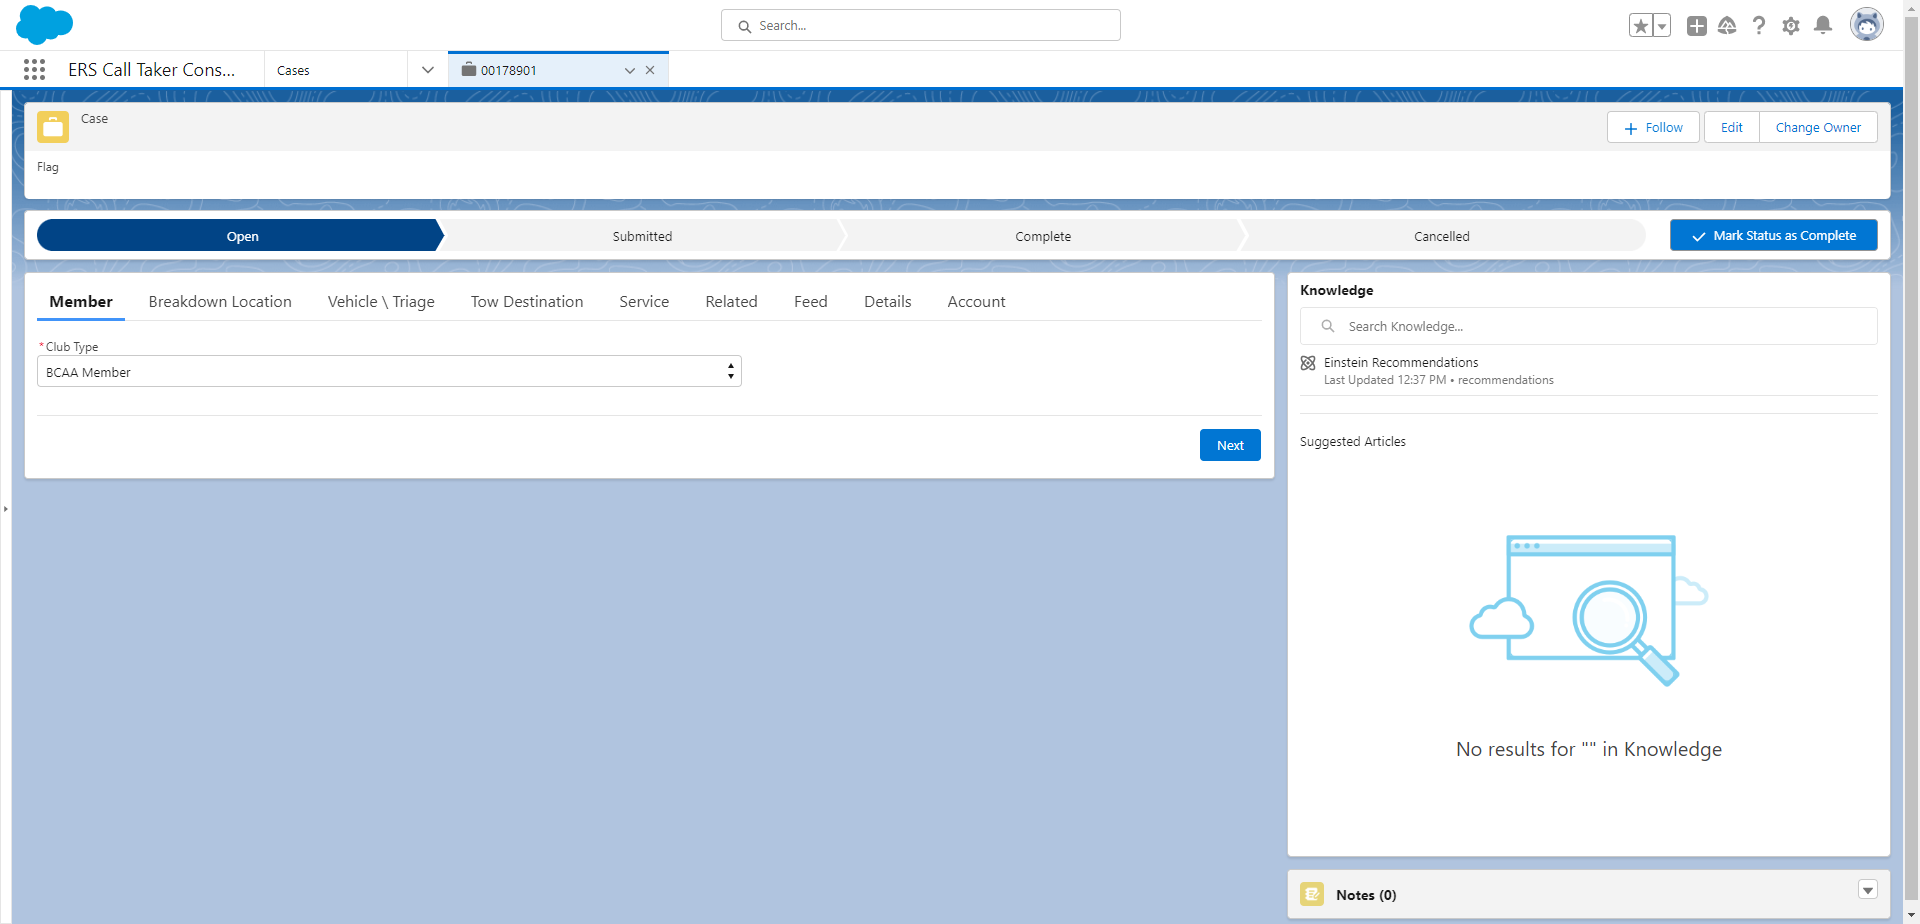 Search...
ERS Call Taker Cons...
Cases
00178901
Case
Follow
Edit
Change Owner
Flag
Open
Submitted
Complete
Cancelled
Mark Status as Complete
Member
Breakdown Location
Vehicle \ Triage
Tow Destination
Service
Related
Feed
Details
Account
*Club Type
BCAA Member
Next
Knowledge
Search Knowledge...
Einstein Recommendations
Last Updated 12:37 PM • recommendations
Suggested Articles
No results for "" in Knowledge
Notes (0)